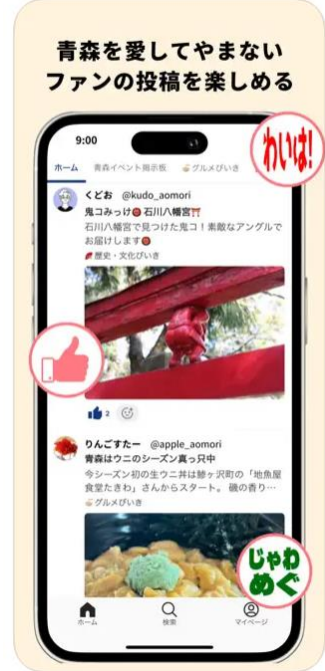 青森を愛してやまない
ファンの投稿を楽しめる
9:00
わいは!
ホーム 青森イベント掲示板 🍜グルメびいき
くどお @kudo_aomori
鬼コみっけ👹石川八幡宮⛩️
石川八幡宮で見つけた鬼コ！素敵なアングルで
お届けします👹
歴史・文化びいき
2
りんごすたー @apple_aomori
青森はウニのシーズン真っ只中
今シーズン初の生ウニ丼は鰺ヶ沢町の「地魚屋
食堂たきわ」さんからスタート。 磯の香り…
グルメびいき
じゃわ
めぐ
ホーム 検索 マイページ